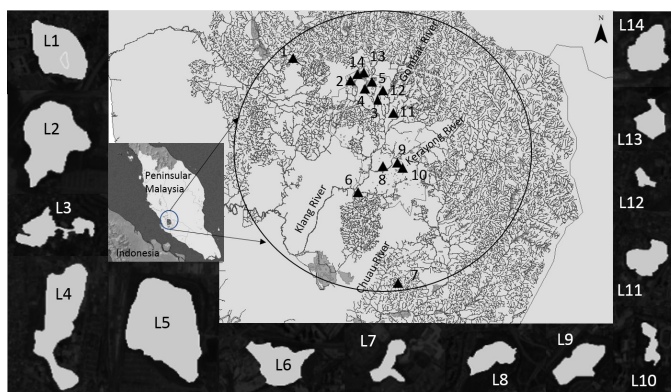 L1
L2
L3
L4
L5
L6
L7
L8
L9
L10
L11
L12
L13
L14
N
1
13
14
2
5
4
12
3
11
9
8
10
6
7
Gombak River
Kerayong River
Klang River
Chuau River
Peninsular
Malaysia
Indonesia